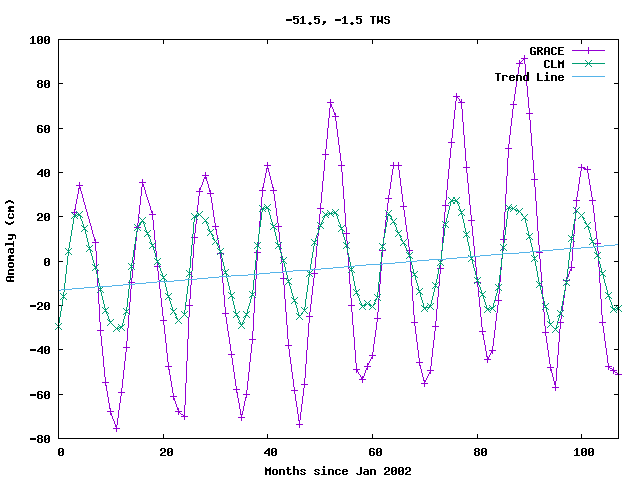 -51.5, -1.5 TWS
GRACE
CLM
Trend Line
Anomaly (cm)
100
80
60
40
20
0
-20
-40
-60
-80
0 20 40 60 80 100
Months since Jan 2002